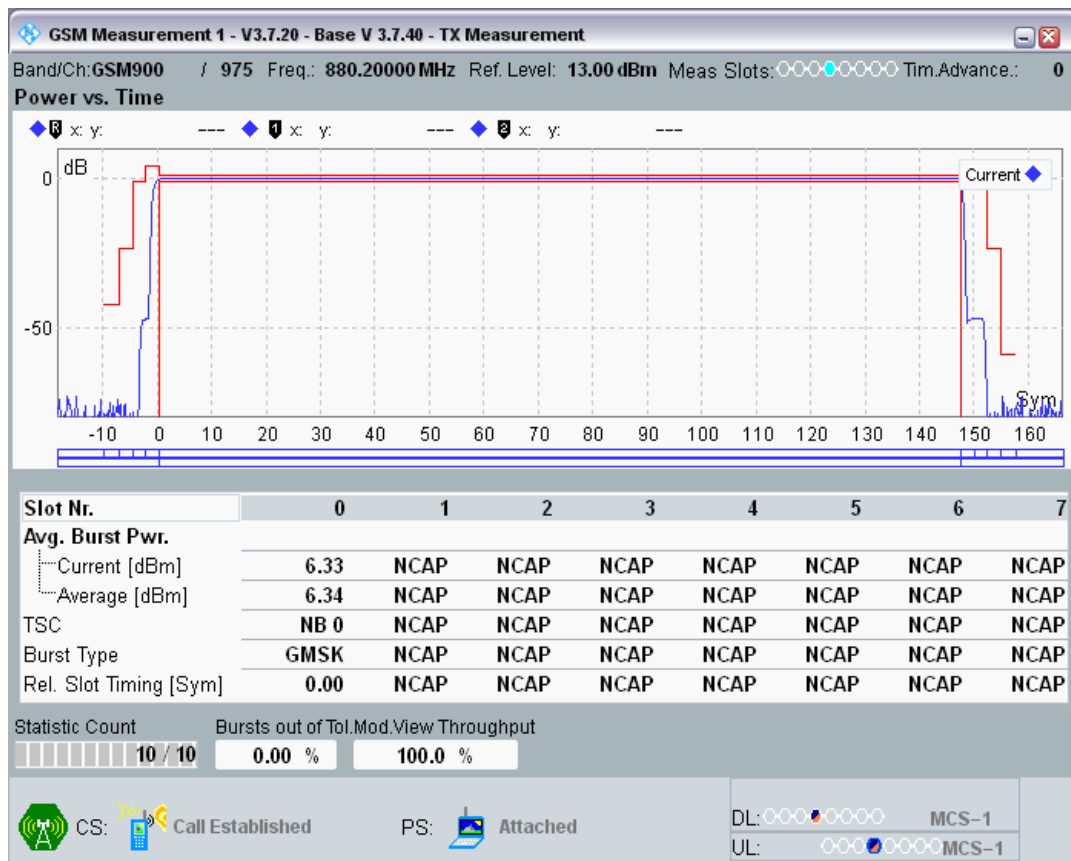 GSM Measurement 1 - V3.7.20 - Base V 3.7.40 - TX Measurement
Band/Ch:GSM900 / 975 Freq.: 880.20000 MHz Ref. Level: 13.00 dBm Meas Slots: Tim.Advance.: 0
Power vs. Time
R x: y: --- 1 x: y: --- 2 x: y: ---
dB
Current
0
-50
Sym
-10 0 10 20 30 40 50 60 70 80 90 100 110 120 130 140 150 160
Slot Nr. 0 1 2 3 4 5 6 7
Avg. Burst Pwr.
Current [dBm] 6.33 NCAP NCAP NCAP NCAP NCAP NCAP NCAP
Average [dBm] 6.34 NCAP NCAP NCAP NCAP NCAP NCAP NCAP
TSC NB 0 NCAP NCAP NCAP NCAP NCAP NCAP NCAP
Burst Type GMSK NCAP NCAP NCAP NCAP NCAP NCAP NCAP
Rel. Slot Timing [Sym] 0.00 NCAP NCAP NCAP NCAP NCAP NCAP NCAP
Statistic Count Bursts out of Tol.Mod.View Throughput
10 / 10 0.00 % 100.0 %
CS: Call Established PS: Attached
DL: MCS-1
UL: MCS-1